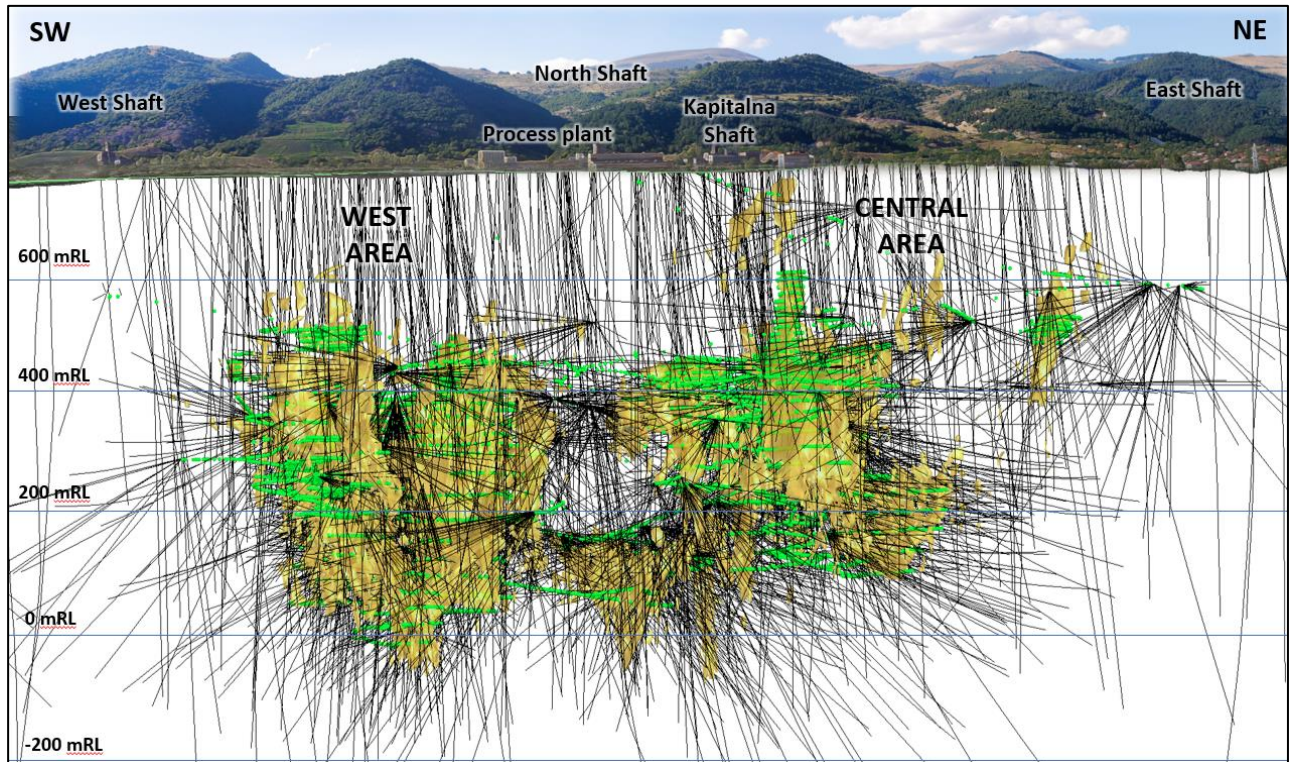 SW
NE
North Shaft
West Shaft
East Shaft
Kapitalna
Shaft
Process plant
WEST
AREA
CENTRAL
AREA
600 mRL
400 mRL
200 mRL
0 mRL
-200 mRL